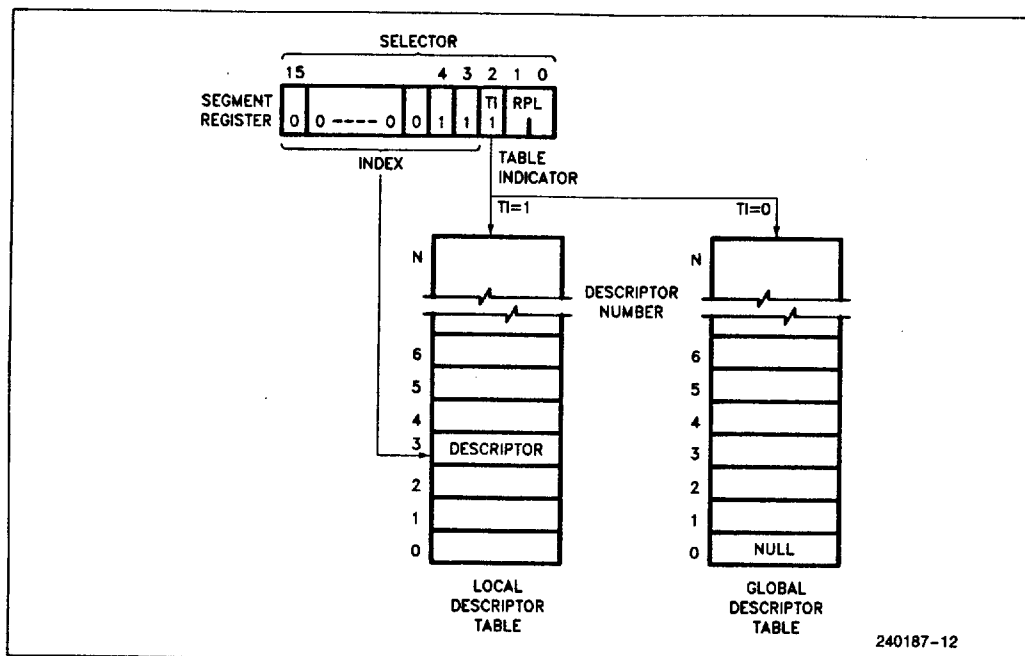 SELECTOR
15 4 3 2 1 0
SEGMENT
REGISTER
TI RPL
0 0 ---- 0 0 1 1 1
INDEX
TABLE
INDICATOR
TI=1
TI=0
N
6
5
4
3
2
1
0
DESCRIPTOR
DESCRIPTOR
NUMBER
N
6
5
4
3
2
1
0
NULL
LOCAL
DESCRIPTOR
TABLE
GLOBAL
DESCRIPTOR
TABLE
240187-12